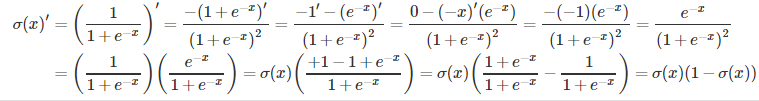 σ(x)′ = (1/(1+e⁻ˣ))′ = −(1+e⁻ˣ)′/(1+e⁻ˣ)² = −1′−(e⁻ˣ)′/(1+e⁻ˣ)² = 0−(−x)′(e⁻ˣ)/(1+e⁻ˣ)² = −(−1)(e⁻ˣ)/(1+e⁻ˣ)² = e⁻ˣ/(1+e⁻ˣ)²
= (1/(1+e⁻ˣ))(e⁻ˣ/(1+e⁻ˣ)) = σ(x)((+1−1+e⁻ˣ)/(1+e⁻ˣ)) = σ(x)((1+e⁻ˣ)/(1+e⁻ˣ) − 1/(1+e⁻ˣ)) = σ(x)(1−σ(x))